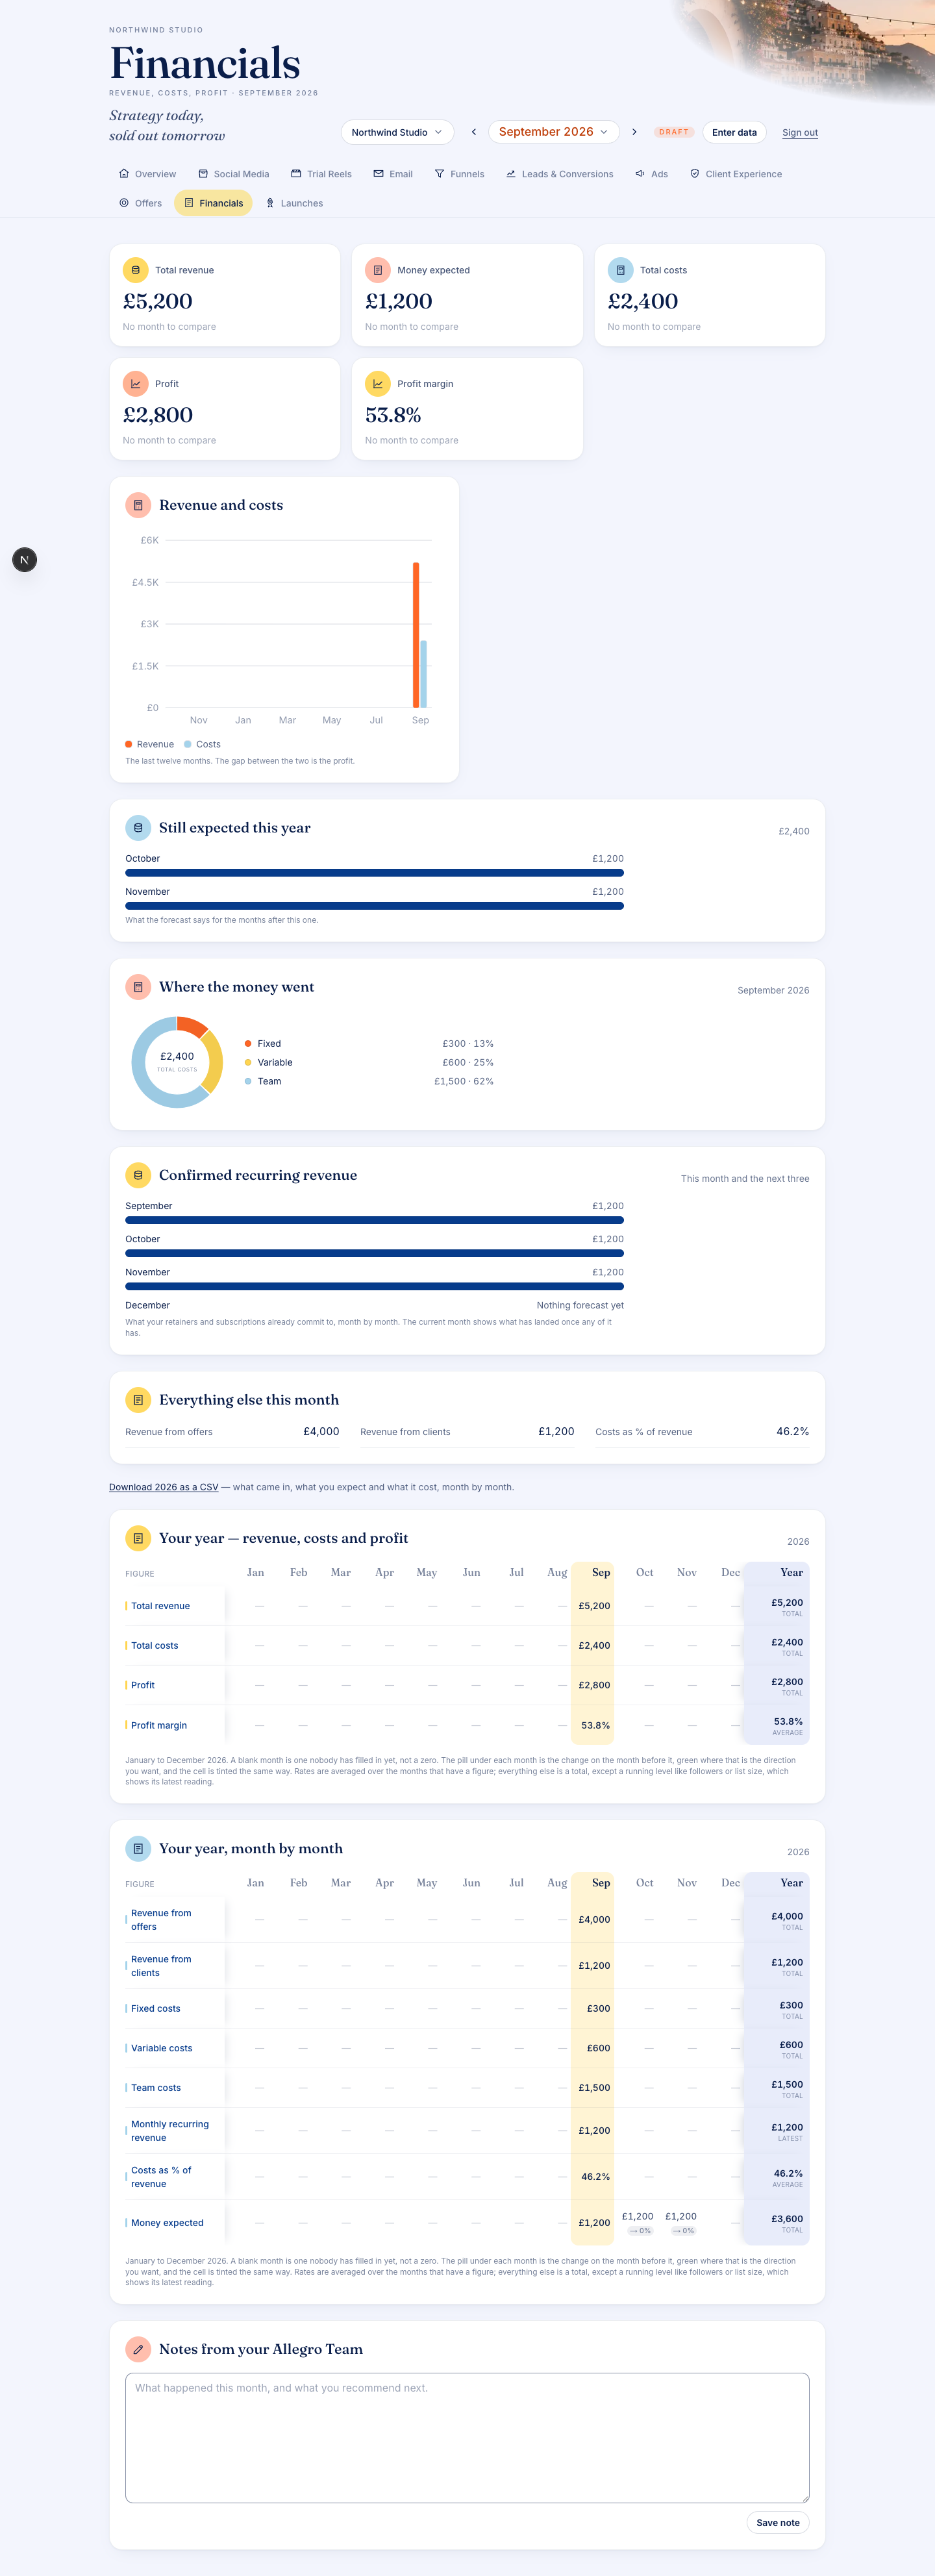 NORTHWIND STUDIO
Financials
REVENUE, COSTS, PROFIT · SEPTEMBER 2026
Strategy today,
sold out tomorrow
Northwind Studio
September 2026
DRAFT
Enter data
Sign out
Overview
Social Media
Trial Reels
Email
Funnels
Leads & Conversions
Ads
Client Experience
Offers
Financials
Launches
Total revenue
£5,200
No month to compare
Money expected
£1,200
No month to compare
Total costs
£2,400
No month to compare
Profit
£2,800
No month to compare
Profit margin
53.8%
No month to compare
N
Revenue and costs
£6K
£4.5K
£3K
£1.5K
£0
Nov Jan Mar May Jul Sep
Revenue Costs
The last twelve months. The gap between the two is the profit.
Still expected this year
£2,400
October £1,200
November £1,200
What the forecast says for the months after this one.
Where the money went
September 2026
£2,400
TOTAL COSTS
Fixed £300 · 13%
Variable £600 · 25%
Team £1,500 · 62%
Confirmed recurring revenue
This month and the next three
September £1,200
October £1,200
November £1,200
December Nothing forecast yet
What your retainers and subscriptions already commit to, month by month. The current month shows what has landed once any of it
has.
Everything else this month
Revenue from offers £4,000
Revenue from clients £1,200
Costs as % of revenue 46.2%
Download 2026 as a CSV — what came in, what you expect and what it cost, month by month.
Your year — revenue, costs and profit
2026
FIGURE Jan Feb Mar Apr May Jun Jul Aug Sep Oct Nov Dec Year
Total revenue — — — — — — — — £5,200 — — — £5,200
TOTAL
Total costs — — — — — — — — £2,400 — — — £2,400
TOTAL
Profit — — — — — — — — £2,800 — — — £2,800
TOTAL
Profit margin — — — — — — — — 53.8% — — — 53.8%
AVERAGE
January to December 2026. A blank month is one nobody has filled in yet, not a zero. The pill under each month is the change on the month before it, green where that is the direction
you want, and the cell is tinted the same way. Rates are averaged over the months that have a figure; everything else is a total, except a running level like followers or list size, which
shows its latest reading.
Your year, month by month
2026
FIGURE Jan Feb Mar Apr May Jun Jul Aug Sep Oct Nov Dec Year
Revenue from
offers — — — — — — — — £4,000 — — — £4,000
TOTAL
Revenue from
clients — — — — — — — — £1,200 — — — £1,200
TOTAL
Fixed costs — — — — — — — — £300 — — — £300
TOTAL
Variable costs — — — — — — — — £600 — — — £600
TOTAL
Team costs — — — — — — — — £1,500 — — — £1,500
TOTAL
Monthly recurring
revenue — — — — — — — — £1,200 — — — £1,200
LATEST
Costs as % of
revenue — — — — — — — — 46.2% — — — 46.2%
AVERAGE
Money expected — — — — — — — — £1,200 £1,200 £1,200 — £3,600
→ 0% → 0% TOTAL
January to December 2026. A blank month is one nobody has filled in yet, not a zero. The pill under each month is the change on the month before it, green where that is the direction
you want, and the cell is tinted the same way. Rates are averaged over the months that have a figure; everything else is a total, except a running level like followers or list size, which
shows its latest reading.
Notes from your Allegro Team
What happened this month, and what you recommend next.
Save note